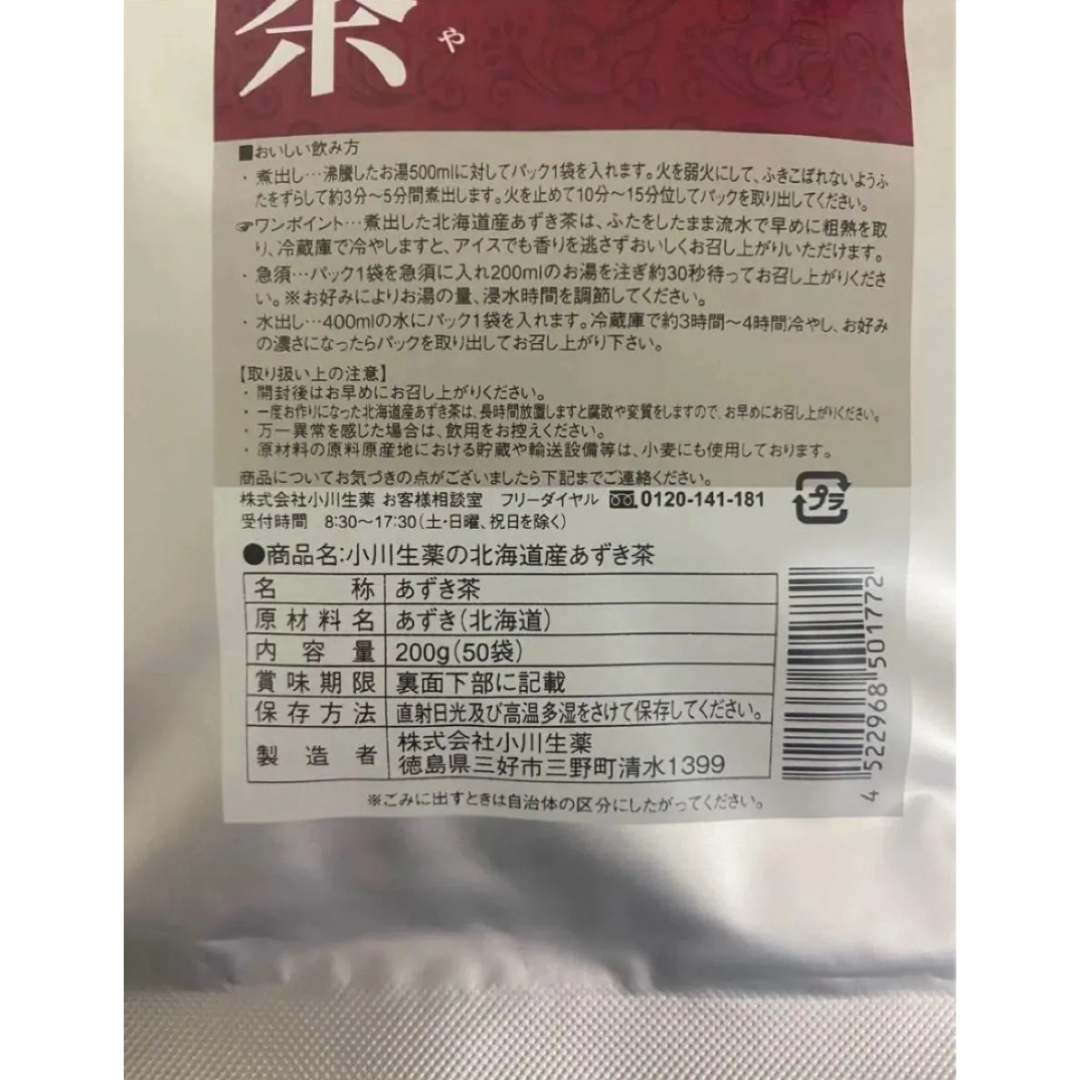 茶
や
■おいしい飲み方
・煮出し…沸騰したお湯500mlに対してパック1袋を入れます。火を弱火にして、ふきこばれないようふ
たをずらして約3分～5分間煮出します。火を止めて10分～15分位してパックを取り出してください。
☞ワンポイント…煮出した北海道産あずき茶は、ふたをしたまま流水で早めに粗熱を取
り、冷蔵庫で冷やしますと、アイスでも香りを逃さずおいしくお召し上がりいただけます。
・急須…パック1袋を急須に入れ200mlのお湯を注ぎ約30秒待ってお召し上がりくださ
い。※お好みによりお湯の量、浸水時間を調節してください。
・水出し…400mlの水にパック1袋を入れます。冷蔵庫で約3時間～4時間冷やし、お好み
の濃さになったらパックを取り出してお召し上がり下さい。
【取り扱い上の注意】
・開封後はお早めにお召し上がりください。
・一度お作りになった北海道産あずき茶は、長時間放置しますと腐敗や変質をしますので、お早めにお召し上がりください。
・万一異常を感じた場合は、飲用をお控えください。
・原材料の原料原産地における貯蔵や輸送設備等は、小麦にも使用しております。
商品についてお気づきの点がございましたら下記までご連絡ください。
株式会社小川生薬 お客様相談室 フリーダイヤル 0120-141-181
受付時間 8:30～17:30(土・日曜、祝日を除く)
プラ
●商品名:小川生薬の北海道産あずき茶
名称 あずき茶
原材料名 あずき(北海道)
内容量 200g(50袋)
賞味期限 裏面下部に記載
保存方法 直射日光及び高温多湿をさけて保存してください。
製造者 株式会社小川生薬
徳島県三好市三野町清水1399
4 522968 501772
※ごみに出すときは自治体の区分にしたがってください。